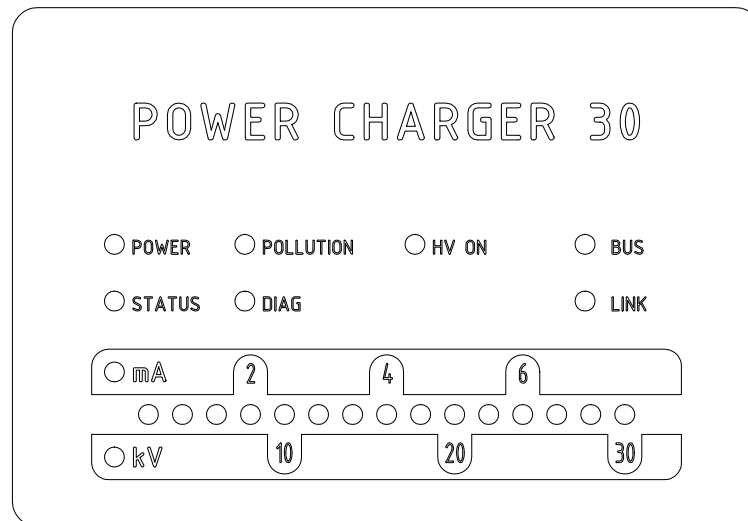 POWER CHARGER 30
POWER POLLUTION HV ON BUS
STATUS DIAG LINK
mA 2 4 6
kV 10 20 30